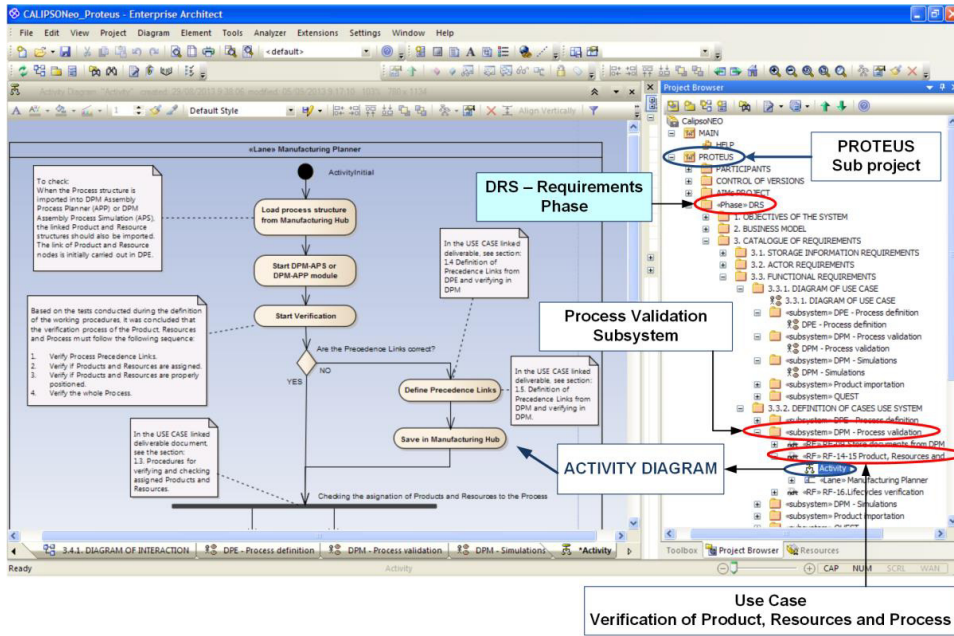 CALIPSONeo_Proteus - Enterprise Architect
File Edit View Project Diagram Element Tools Analyzer Extensions Settings Window Help
<default>
Default Style
Align Vertically
«Lane» Manufacturing Planner
To check:
When the Process structure is
imported into DPM Assembly
Process Planner (APP) or DPM
Assembly Process Simulation (APS),
the linked Product and Resource
structures should also be imported.
The link of Product and Resource
nodes is initially carried out in DPE.
ActivityInitial
Load process structure
from Manufacturing Hub
Start DPM-APS or
DPM-APP module
Start Verification
In the USE CASE linked
deliverable, see section:
1.4 Definition of
Precedence Links from
DPE and verifying in
DPM
Based on the tests conducted during the definition
of the working procedures, it was concluded that
the verification process of the Product, Resources
and Process must follow the following sequence:
1. Verify Process Precedence Links.
2. Verify if Products and Resources are assigned.
3. Verify if Products and Resources are properly
positioned.
4. Verify the whole Process.
Are the Precedence Links correct?
YES
NO
Define Precedence Links
In the USE CASE linked
deliverable, see section:
1.5. Definition of
Precedence Links from
DPM and verifying in
DPM.
Save in Manufacturing Hub
In the USE CASE linked
deliverable document,
see the section:
1.3. Procedures for
verifying and checking
assigned Products and
Resources.
Checking the asignation of Products and Resources to the Process
3.4.1. DIAGRAM OF INTERACTION DPE - Process definition DPM - Process validation DPM - Simulations *Activity
Ready
Activity
CAP NUM SCRL WAN
Project Browser
CalipsoNEO
MAIN
HELP
PROTEUS
PARTICIPANTS
CONTROL OF VERSIONS
AIMs PROJECT
«Phase» DRS
1. OBJECTIVES OF THE SYSTEM
2. BUSINESS MODEL
3. CATALOGUE OF REQUIREMENTS
3.1. STORAGE INFORMATION REQUIREMENTS
3.2. ACTOR REQUIREMENTS
3.3. FUNCTIONAL REQUIREMENTS
3.3.1. DIAGRAM OF USE CASE
3.3.1. DIAGRAM OF USE CASE
«subsystem» DPE - Process definition
DPE - Process definition
«subsystem» DPM - Process validation
DPM - Process validation
«subsystem» DPM - Simulations
DPM - Simulations
«subsystem» Product importation
«subsystem» QUEST
3.3.2. DEFINITION OF CASES USE SYSTEM
«subsystem» DPE - Process definition
«subsystem» DPM - Process validation
documents from DPM
«RF» RF-14-15 Product, Resources and
Activity
«Lane» Manufacturing Planner
«RF» RF-16.Lifecycles verification
«subsystem» DPM - Simulations
«subsystem» Product importation
«subsystem» QUEST
Toolbox Project Browser Resources
PROTEUS
Sub project
DRS – Requirements
Phase
Process Validation
Subsystem
ACTIVITY DIAGRAM
Use Case
Verification of Product, Resources and Process